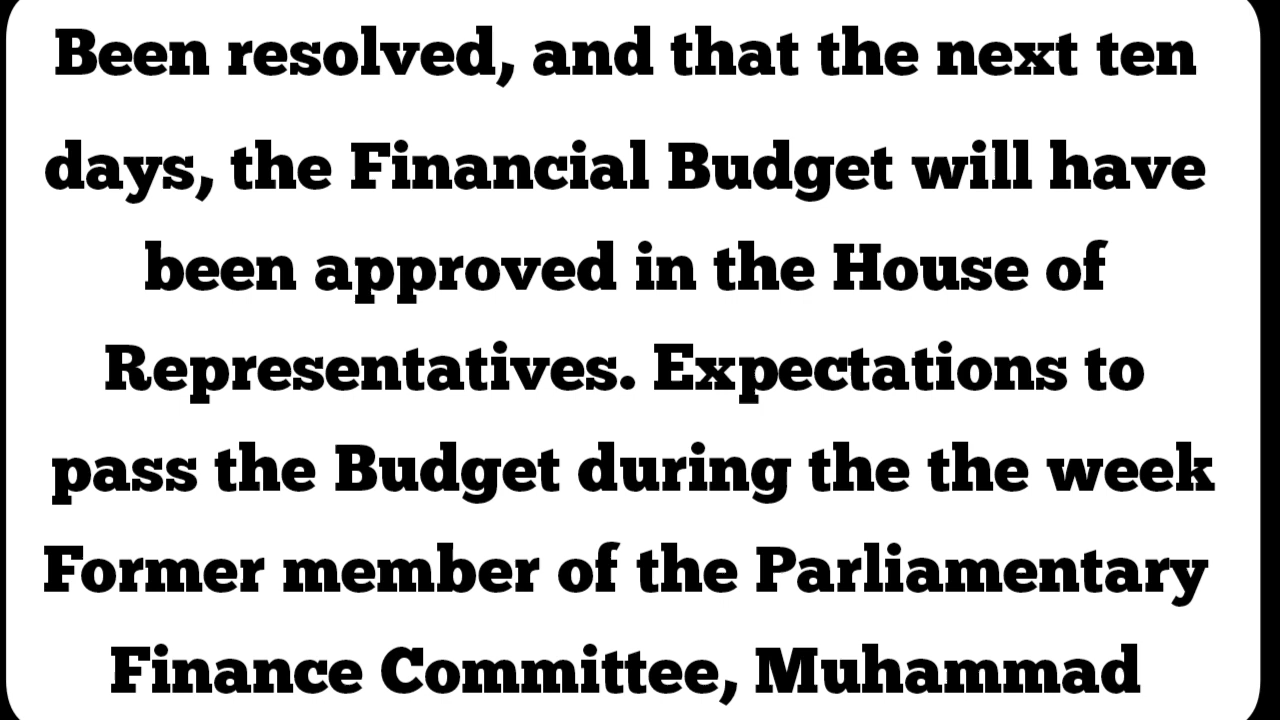 Been resolved, and that the next ten
days, the Financial Budget will have
been approved in the House of
Representatives. Expectations to
pass the Budget during the the week
Former member of the Parliamentary
Finance Committee, Muhammad